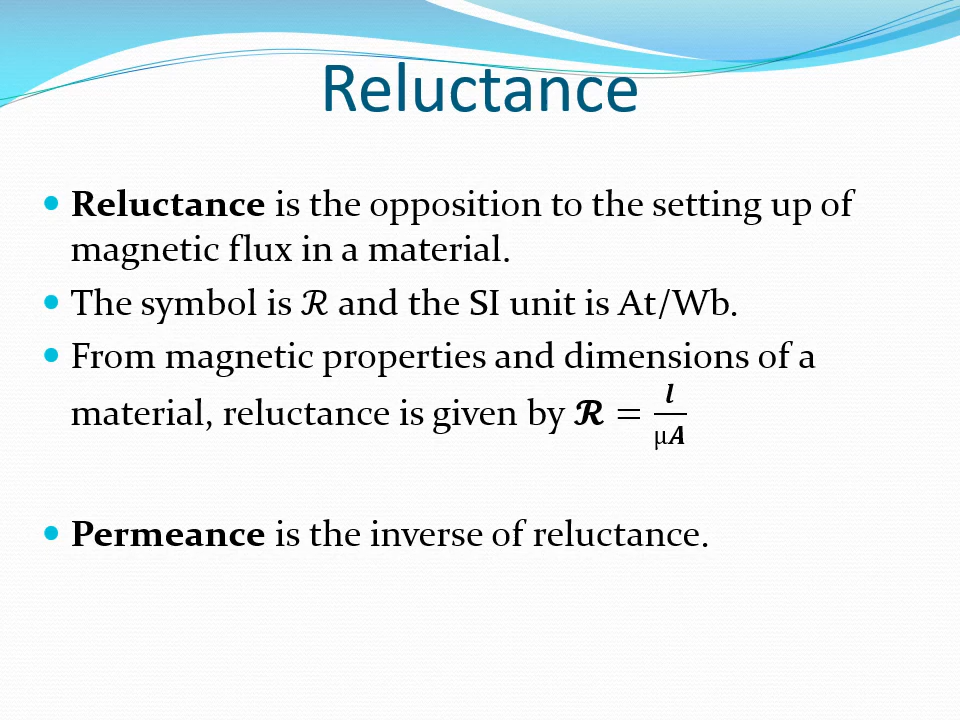 Reluctance
• Reluctance is the opposition to the setting up of
magnetic flux in a material.
• The symbol is ℛ and the SI unit is At/Wb.
• From magnetic properties and dimensions of a
material, reluctance is given by ℛ = l/μA
• Permeance is the inverse of reluctance.